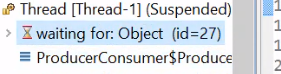 Thread [Thread-1] (Suspended)
waiting for: Object (id=27)
ProducerConsumer$Produce